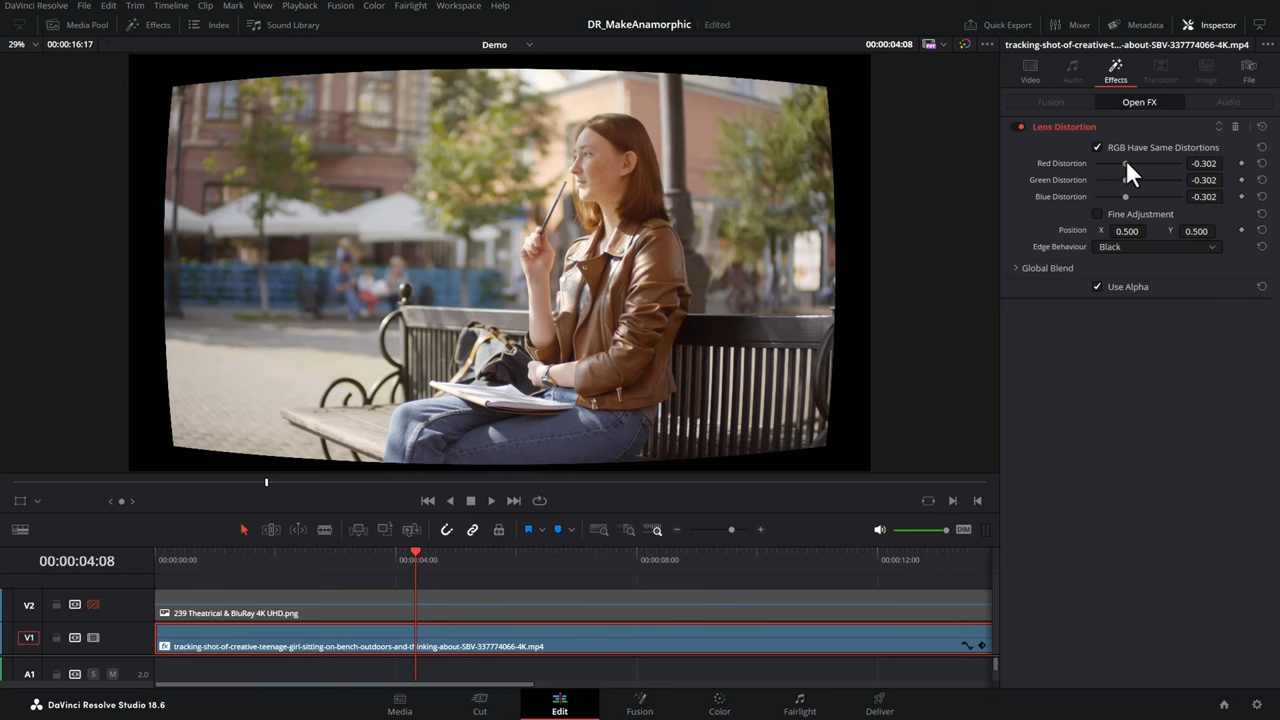 DaVinci Resolve File Edit Trim Timeline Clip Mark View Playback Fusion Color Fairlight Workspace Help
Media Pool Effects Index Sound Library DR_MakeAnamorphic Edited Quick Export Mixer Metadata Inspector
29% 00:00:16:17 Demo 00:00:04:08 tracking-shot-of-creative-t...-about-SBV-337774066-4K.mp4
Video Audio Effects Transition Image File
Fusion Open FX Audio
Lens Distortion
RGB Have Same Distortions
Red Distortion -0.302
Green Distortion -0.302
Blue Distortion -0.302
Fine Adjustment
Position X 0.500 Y 0.500
Edge Behaviour Black
Global Blend
Use Alpha
DIM
00:00:04:08 00:00:00:00 00:00:04:00 00:00:08:00 00:00:12:00
V2
239 Theatrical & BluRay 4K UHD.png
V1
fx tracking-shot-of-creative-teenage-girl-sitting-on-bench-outdoors-and-thinking-about-SBV-337774066-4K.mp4
A1 S M 2.0
DaVinci Resolve Studio 18.6 Media Cut Edit Fusion Color Fairlight Deliver